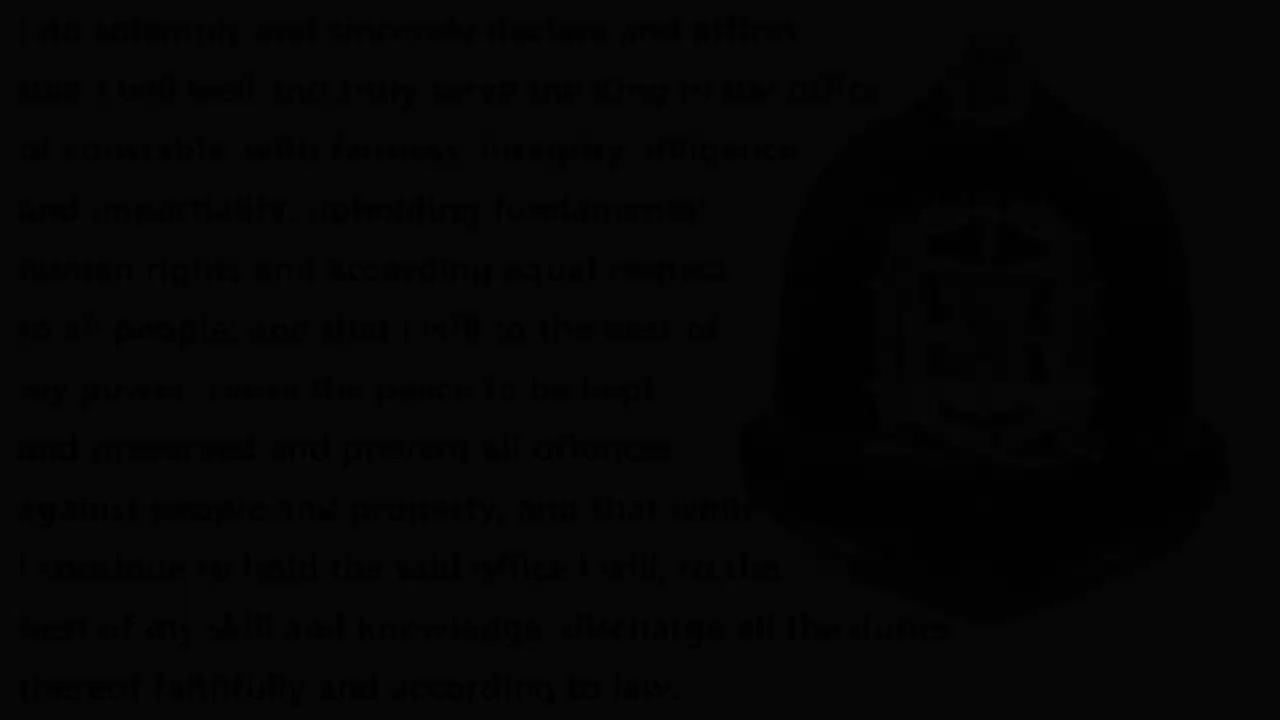 I do solemnly and sincerely declare and affirm
that I will well and truly serve the King in the office
of constable, with fairness, integrity, diligence
and impartiality, upholding fundamental
human rights and according equal respect
to all people; and that I will, to the best of
my power, cause the peace to be kept
and preserved and prevent all offences
against people and property; and that while
I continue to hold the said office I will, to the
best of my skill and knowledge, discharge all the duties
thereof faithfully and according to law.